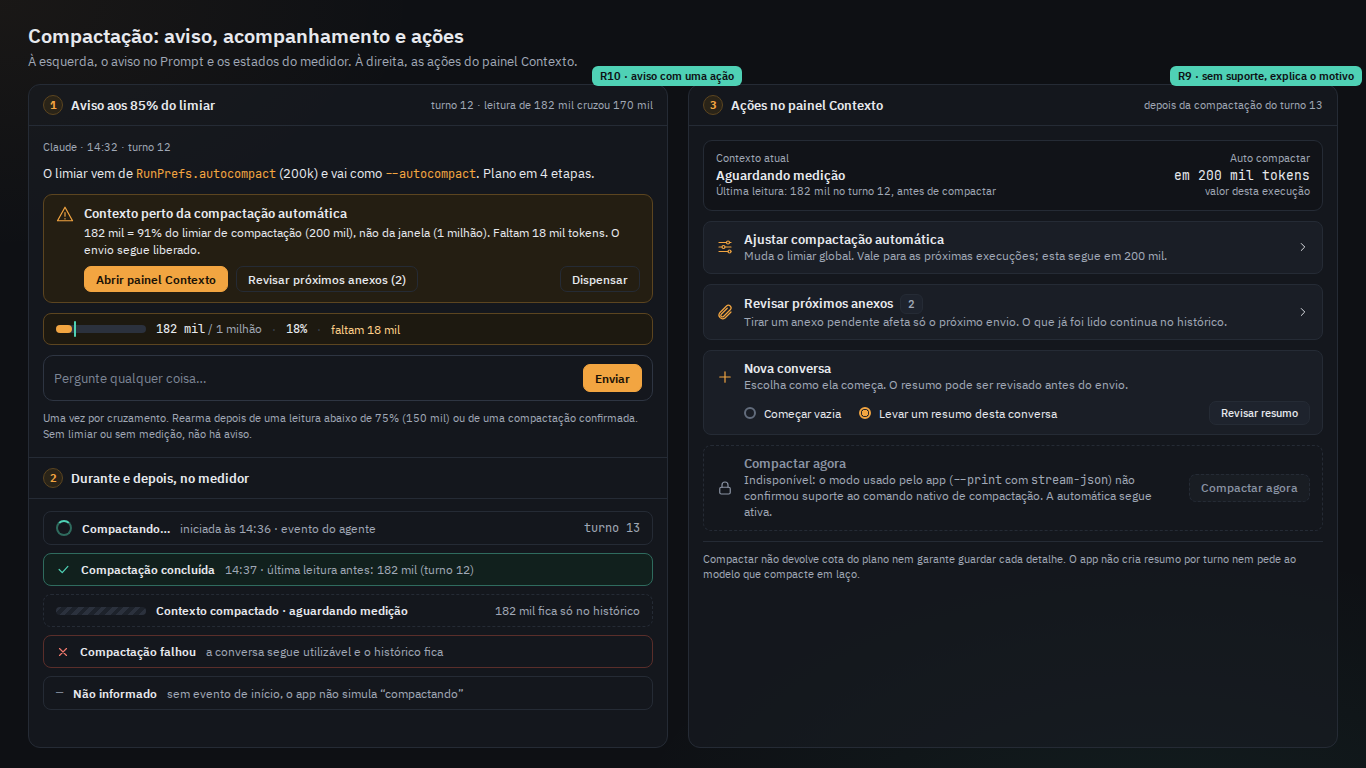 Compactação: aviso, acompanhamento e ações
À esquerda, o aviso no Prompt e os estados do medidor. À direita, as ações do painel Contexto.
R10 · aviso com uma ação
R9 · sem suporte, explica o motivo
1 Aviso aos 85% do limiar
turno 12 · leitura de 182 mil cruzou 170 mil
Claude · 14:32 · turno 12
O limiar vem de RunPrefs.autocompact (200k) e vai como --autocompact. Plano em 4 etapas.
Contexto perto da compactação automática
182 mil = 91% do limiar de compactação (200 mil), não da janela (1 milhão). Faltam 18 mil tokens. O
envio segue liberado.
Abrir painel Contexto
Revisar próximos anexos (2)
Dispensar
182 mil / 1 milhão · 18% · faltam 18 mil
Pergunte qualquer coisa...
Enviar
Uma vez por cruzamento. Rearma depois de uma leitura abaixo de 75% (150 mil) ou de uma compactação confirmada.
Sem limiar ou sem medição, não há aviso.
2 Durante e depois, no medidor
Compactando... iniciada às 14:36 · evento do agente
turno 13
Compactação concluída 14:37 · última leitura antes: 182 mil (turno 12)
Contexto compactado · aguardando medição
182 mil fica só no histórico
Compactação falhou a conversa segue utilizável e o histórico fica
– Não informado sem evento de início, o app não simula “compactando”
3 Ações no painel Contexto
depois da compactação do turno 13
Contexto atual
Aguardando medição
Última leitura: 182 mil no turno 12, antes de compactar
Auto compactar
em 200 mil tokens
valor desta execução
Ajustar compactação automática
Muda o limiar global. Vale para as próximas execuções; esta segue em 200 mil.
Revisar próximos anexos 2
Tirar um anexo pendente afeta só o próximo envio. O que já foi lido continua no histórico.
Nova conversa
Escolha como ela começa. O resumo pode ser revisado antes do envio.
Começar vazia
Levar um resumo desta conversa
Revisar resumo
Compactar agora
Indisponível: o modo usado pelo app (--print com stream-json) não
confirmou suporte ao comando nativo de compactação. A automática segue
ativa.
Compactar agora
Compactar não devolve cota do plano nem garante guardar cada detalhe. O app não cria resumo por turno nem pede ao
modelo que compacte em laço.